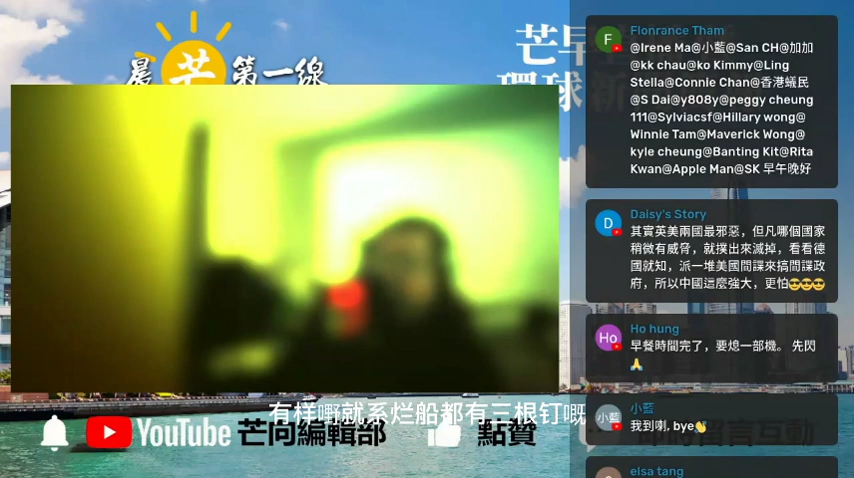 晨芒第一線
芒早
環球新
Flonrance Tham
@Irene Ma@小藍@San CH@加加
@kk chau@ko Kimmy@Ling
Stella@Connie Chan@香港蟻民
@S Dai@y808y@peggy cheung
111@Sylviacsf@Hillary wong@
Winnie Tam@Maverick Wong@
kyle cheung@Banting Kit@Rita
Kwan@Apple Man@SK 早午晚好
Daisy's Story
其實英美兩國最邪惡，但凡哪個國家
稍微有威脅，就撲出來滅掉，看看德
國就知，派一堆美國間諜來搞間諜政
府，所以中國這麼強大，更怕😎😎😎
Ho hung
早餐時間完了，要熄一部機。 先閃
🙏
小藍
我到喇, bye👋
elsa tang
有样嘢就系烂船都有三根钉嘅
YouTube 芒向編輯部 點贊 即時留言互動